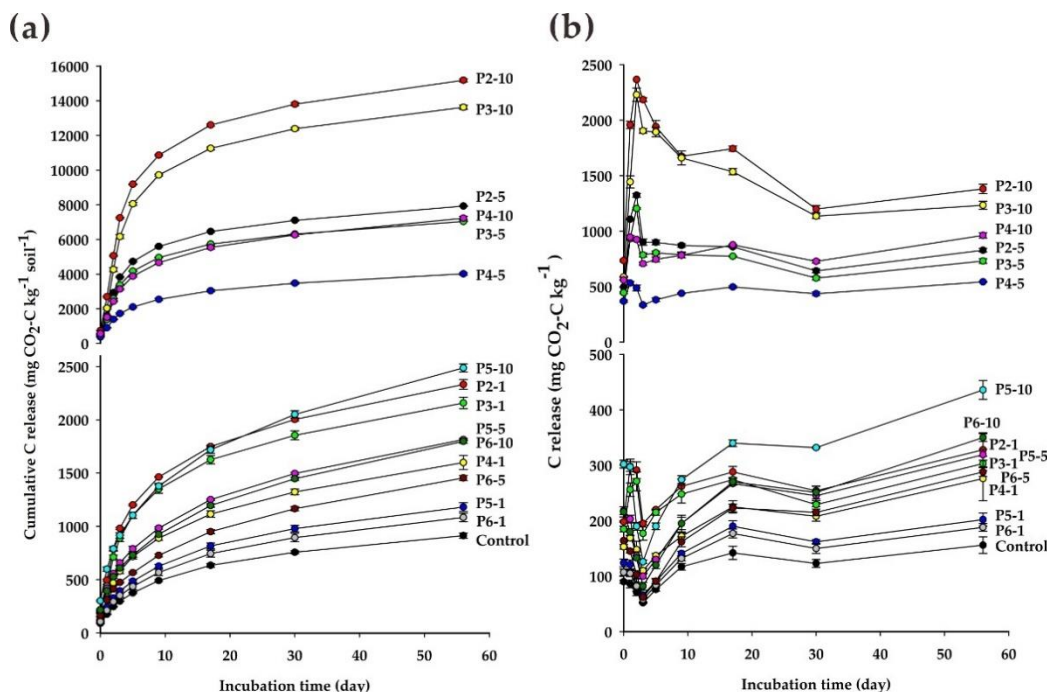 (a)
Cumulative C release (mg CO2-C kg-1 soil-1)
16000
14000
12000
10000
8000
6000
4000
2000
0
P2-10
P3-10
P2-5
P4-10
P3-5
P4-5
2500
2000
1500
1000
500
0
P5-10
P2-1
P3-1
P5-5
P6-10
P4-1
P6-5
P5-1
P6-1
Control
0 10 20 30 40 50 60
Incubation time (day)
(b)
C release (mg CO2-C kg-1)
2500
2000
1500
1000
500
0
P2-10
P3-10
P4-10
P2-5
P3-5
P4-5
500
400
300
200
100
0
P5-10
P6-10
P2-1
P5-5
P3-1
P6-5
P4-1
P5-1
P6-1
Control
0 10 20 30 40 50 60
Incubation time (day)